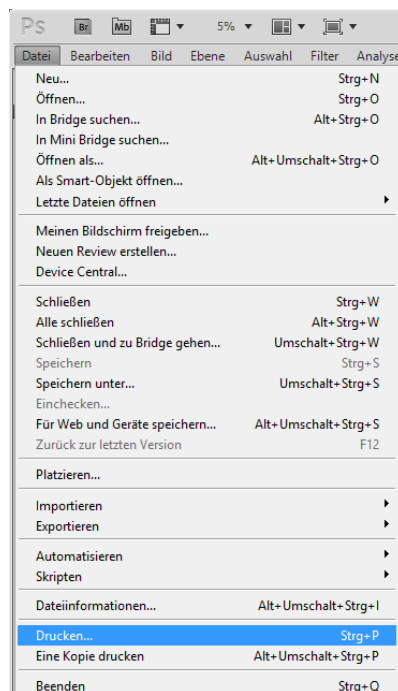 Ps Br Mb 5%
Datei Bearbeiten Bild Ebene Auswahl Filter Analyse
Neu... Strg+N
Öffnen... Strg+O
In Bridge suchen... Alt+Strg+O
In Mini Bridge suchen...
Öffnen als... Alt+Umschalt+Strg+O
Als Smart-Objekt öffnen...
Letzte Dateien öffnen
Meinen Bildschirm freigeben...
Neuen Review erstellen...
Device Central...
Schließen Strg+W
Alle schließen Alt+Strg+W
Schließen und zu Bridge gehen... Umschalt+Strg+W
Speichern Strg+S
Speichern unter... Umschalt+Strg+S
Einchecken...
Für Web und Geräte speichern... Alt+Umschalt+Strg+S
Zurück zur letzten Version F12
Platzieren...
Importieren
Exportieren
Automatisieren
Skripten
Dateiinformationen... Alt+Umschalt+Strg+I
Drucken... Strg+P
Eine Kopie drucken Alt+Umschalt+Strg+P
Beenden Strg+Q